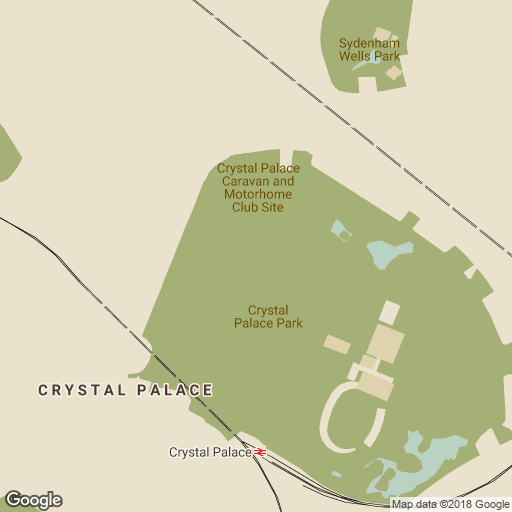 Sydenham
Wells Park
Crystal Palace
Caravan and
Motorhome
Club Site
Crystal
Palace Park
CRYSTAL PALACE
Crystal Palace
Google
Map data ©2018 Google